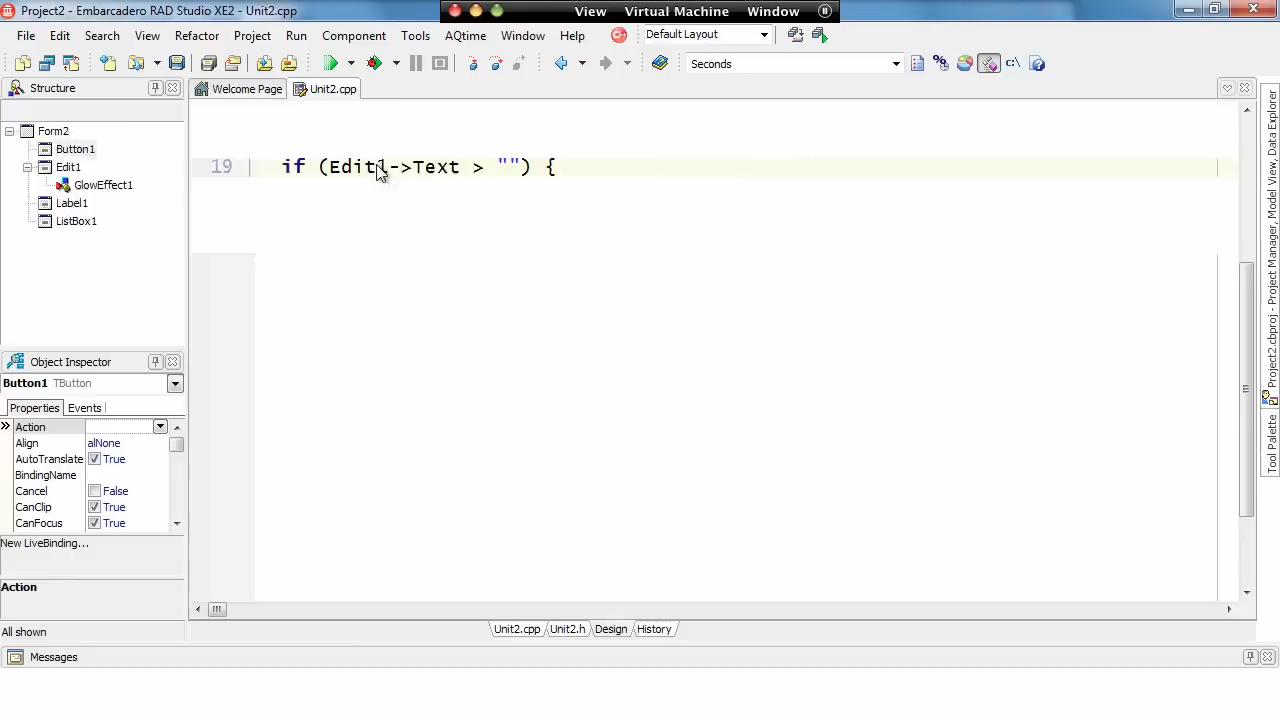 Project2 - Embarcadero RAD Studio XE2 - Unit2.cpp
View Virtual Machine Window
File Edit Search View Refactor Project Run Component Tools AQtime Window Help Default Layout
Seconds
Structure
Welcome Page Unit2.cpp
Form2
Button1
Edit1
GlowEffect1
Label1
ListBox1
19 if (Edit1->Text > "") {
Object Inspector
Button1 TButton
Properties Events
Action
Align alNone
AutoTranslate True
BindingName
Cancel False
CanClip True
CanFocus True
New LiveBinding...
Action
All shown
Unit2.cpp Unit2.h Design History
Messages
Project2.cbproj - Project Manager, Model View, Data Explorer
Tool Palette